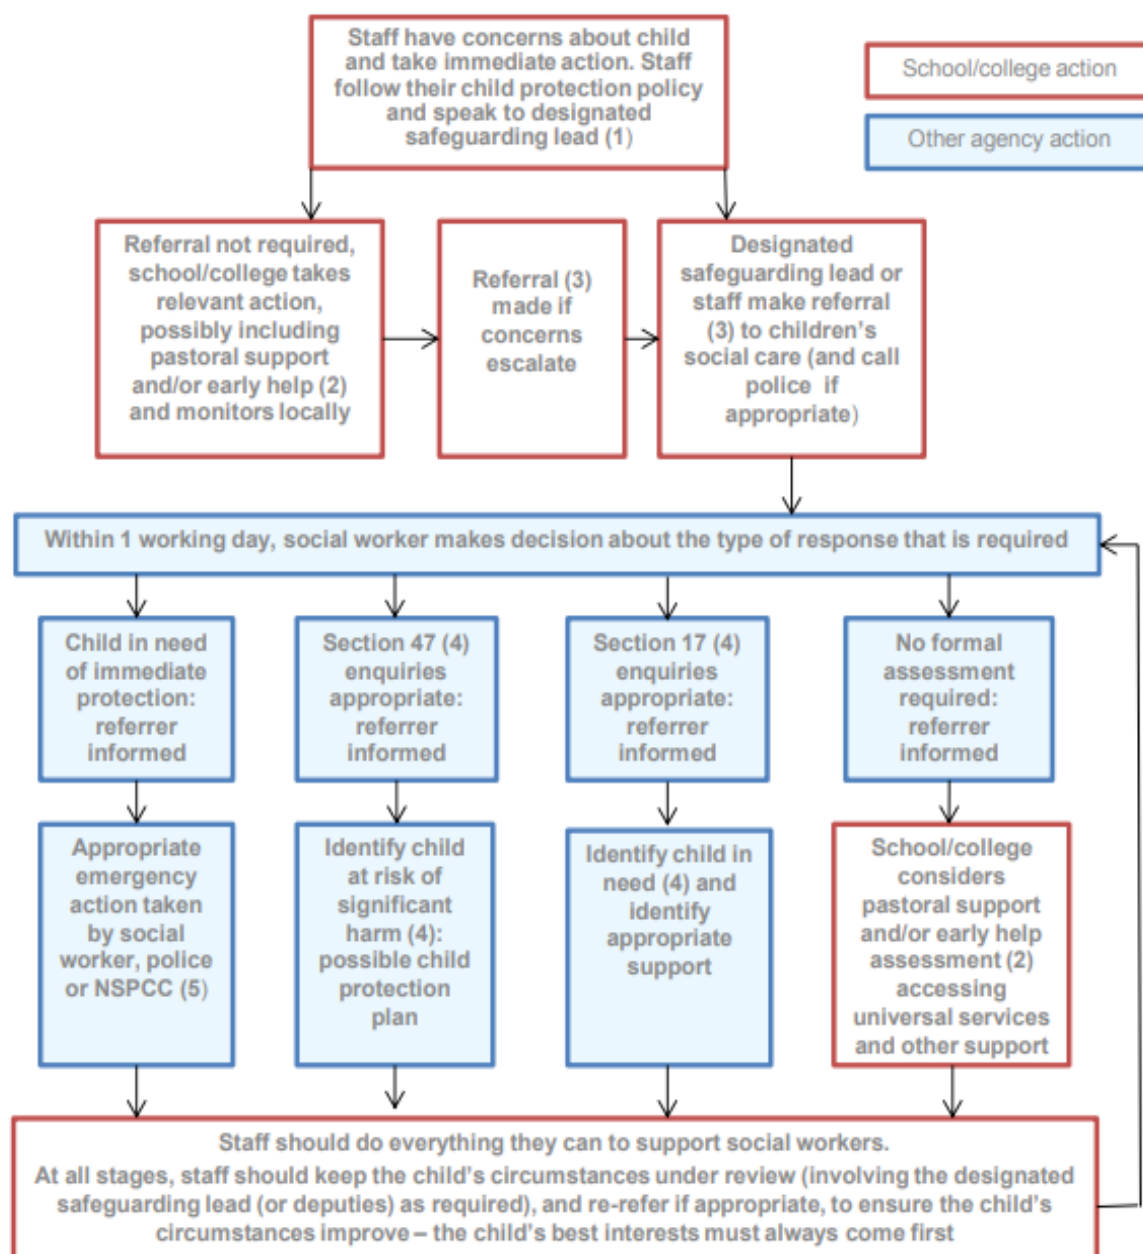 Staff have concerns about child
and take immediate action. Staff
follow their child protection policy
and speak to designated
safeguarding lead (1)
School/college action
Other agency action
Referral not required,
school/college takes
relevant action,
possibly including
pastoral support
and/or early help (2)
and monitors locally
Referral (3)
made if
concerns
escalate
Designated
safeguarding lead or
staff make referral
(3) to children’s
social care (and call
police if
appropriate)
Within 1 working day, social worker makes decision about the type of response that is required
Child in need
of immediate
protection:
referrer
informed
Section 47 (4)
enquiries
appropriate:
referrer
informed
Section 17 (4)
enquiries
appropriate:
referrer
informed
No formal
assessment
required:
referrer
informed
Appropriate
emergency
action taken
by social
worker, police
or NSPCC (5)
Identify child
at risk of
significant
harm (4):
possible child
protection
plan
Identify child in
need (4) and
identify
appropriate
support
School/college
considers
pastoral support
and/or early help
assessment (2)
accessing
universal services
and other support
Staff should do everything they can to support social workers.
At all stages, staff should keep the child’s circumstances under review (involving the designated
safeguarding lead (or deputies) as required), and re-refer if appropriate, to ensure the child’s
circumstances improve – the child’s best interests must always come first